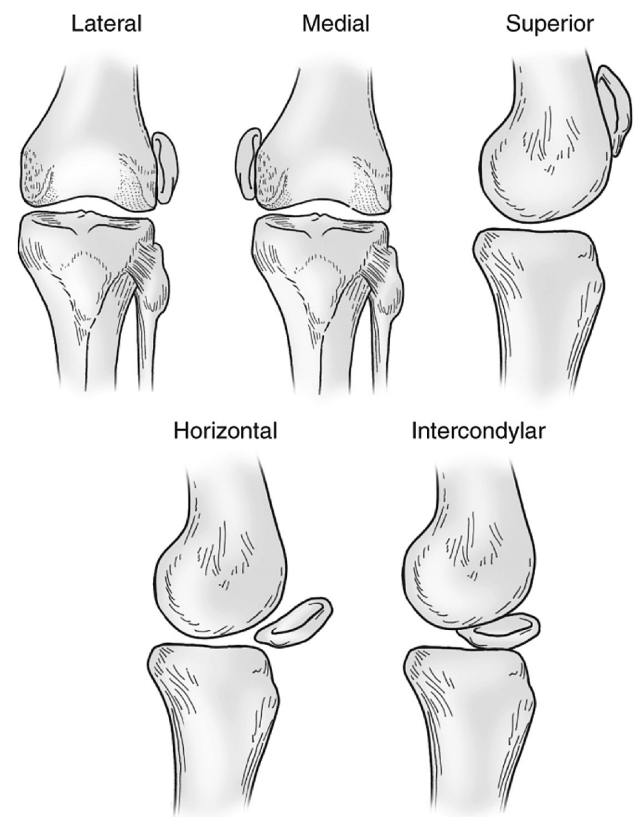 Lateral
Medial
Superior
Horizontal
Intercondylar